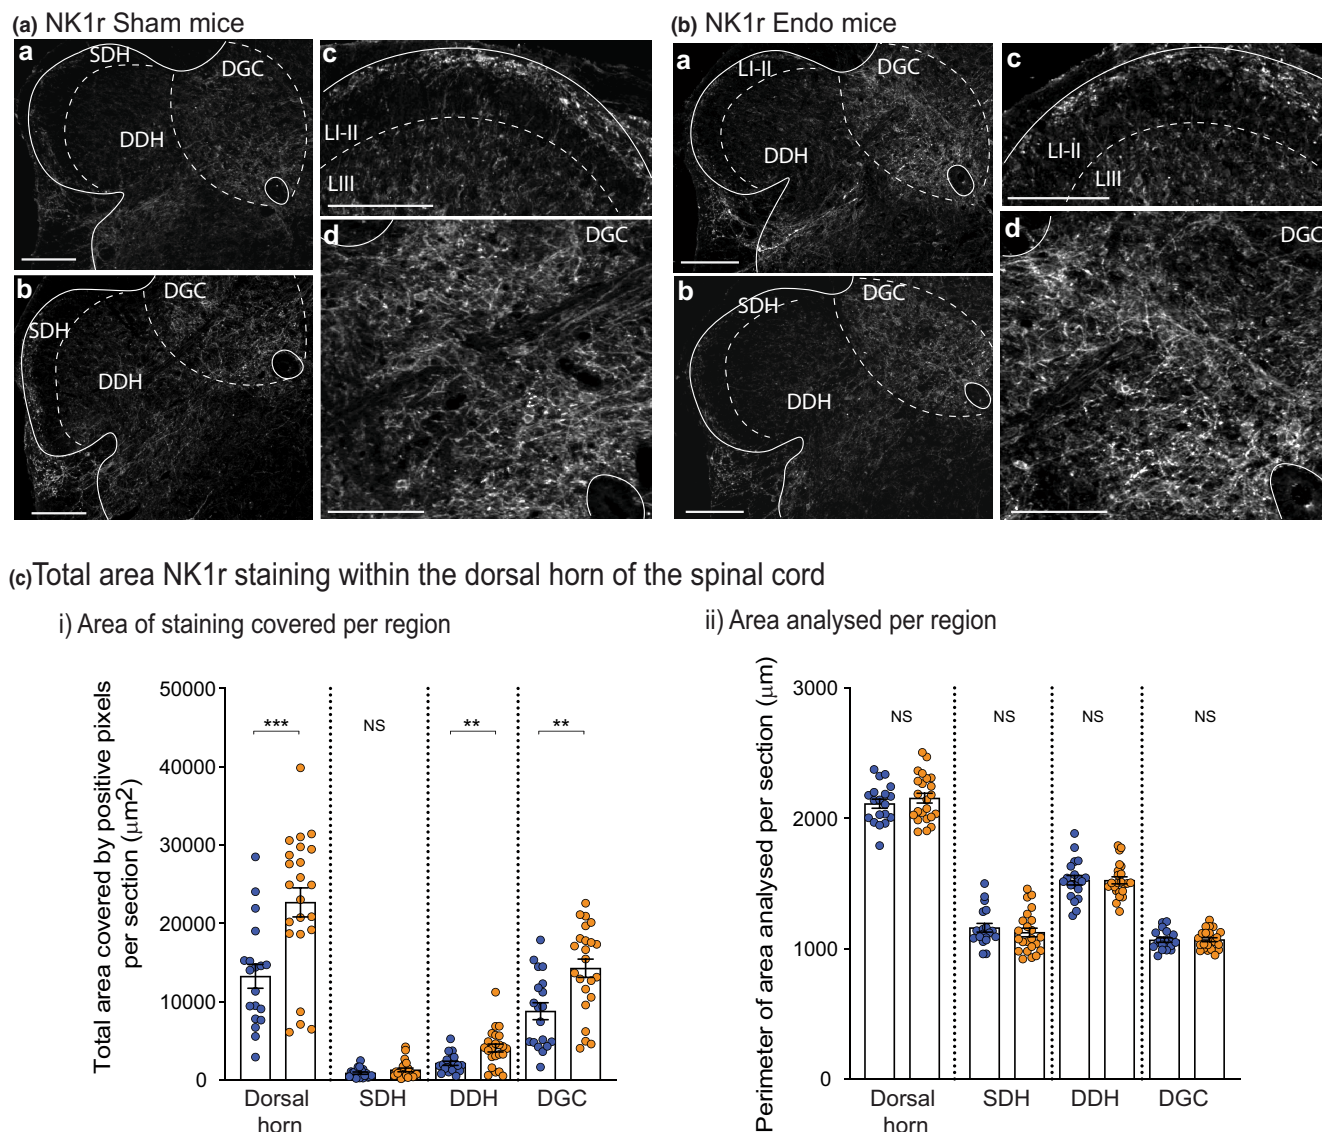 (a) NK1r Sham mice
a
SDH
DGC
DDH
b
DGC
SDH
DDH
c
LI-II
LIII
d
DGC
(b) NK1r Endo mice
a
LI-II
DGC
DDH
b
SDH
DGC
DDH
c
LI-II
LIII
d
DGC
(c) Total area NK1r staining within the dorsal horn of the spinal cord
i) Area of staining covered per region
Total area covered by positive pixels
per section (μm2)
50000
40000
30000
20000
10000
0
***
NS
**
**
Dorsal
horn
SDH
DDH
DGC
ii) Area analysed per region
Perimeter of area analysed per section (μm)
3000
2000
1000
0
NS
NS
NS
NS
Dorsal
horn
SDH
DDH
DGC